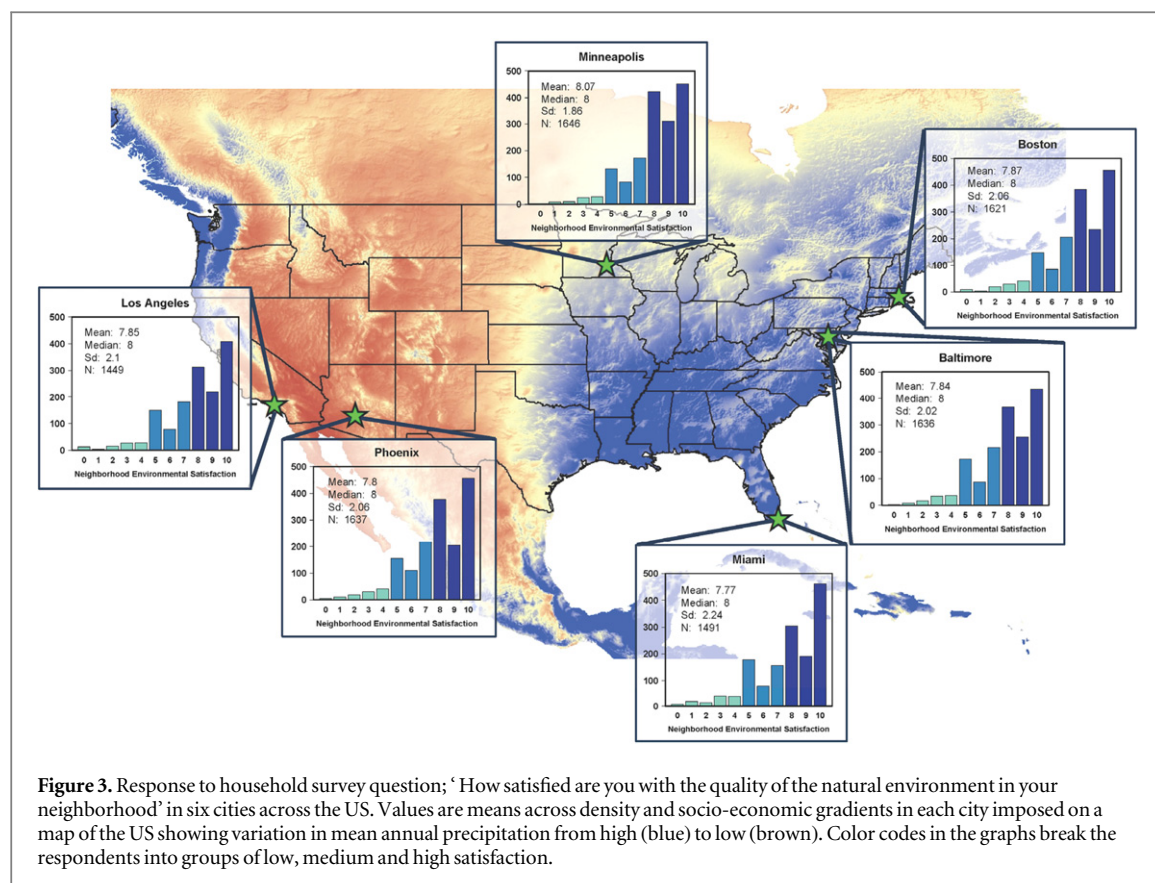 Minneapolis
500
400
300
200
100
0
Mean: 8.07
Median: 8
Sd: 1.86
N: 1646
0 1 2 3 4 5 6 7 8 9 10
Neighborhood Environmental Satisfaction
Boston
500
400
300
200
100
0
Mean: 7.87
Median: 8
Sd: 2.06
N: 1621
0 1 2 3 4 5 6 7 8 9 10
Neighborhood Environmental Satisfaction
Los Angeles
500
400
300
200
100
0
Mean: 7.85
Median: 8
Sd: 2.1
N: 1449
0 1 2 3 4 5 6 7 8 9 10
Neighborhood Environmental Satisfaction
Baltimore
500
400
300
200
100
0
Mean: 7.84
Median: 8
Sd: 2.02
N: 1636
0 1 2 3 4 5 6 7 8 9 10
Neighborhood Environmental Satisfaction
Phoenix
500
400
300
200
100
0
Mean: 7.8
Median: 8
Sd: 2.06
N: 1637
0 1 2 3 4 5 6 7 8 9 10
Neighborhood Environmental Satisfaction
Miami
500
400
300
200
100
0
Mean: 7.77
Median: 8
Sd: 2.24
N: 1491
0 1 2 3 4 5 6 7 8 9 10
Neighborhood Environmental Satisfaction
Figure 3. Response to household survey question; ‘ How satisfied are you with the quality of the natural environment in your
neighborhood’ in six cities across the US. Values are means across density and socio-economic gradients in each city imposed on a
map of the US showing variation in mean annual precipitation from high (blue) to low (brown). Color codes in the graphs break the
respondents into groups of low, medium and high satisfaction.